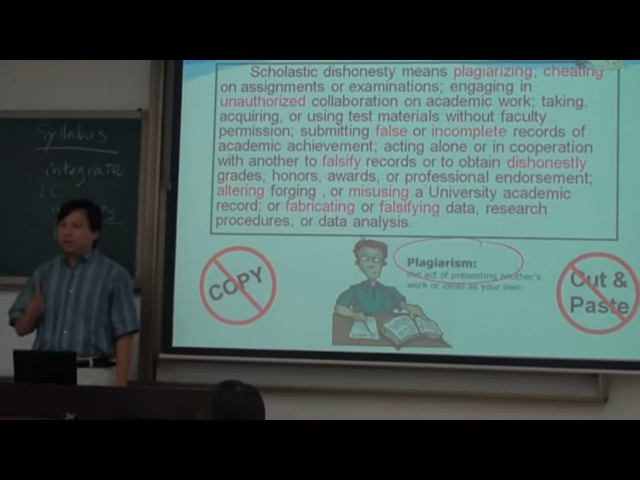 Syllabus
integrate
Scholastic dishonesty means plagiarizing; cheating
on assignments or examinations; engaging in
unauthorized collaboration on academic work; taking,
acquiring, or using test materials without faculty
permission; submitting false or incomplete records of
academic achievement; acting alone or in cooperation
with another to falsify records or to obtain dishonestly
grades, honors, awards, or professional endorsement;
altering forging , or misusing a University academic
record; or fabricating or falsifying data, research
procedures, or data analysis.
COPY
Plagiarism:
the act of presenting another's
work or ideas as your own.
Cut &
Paste